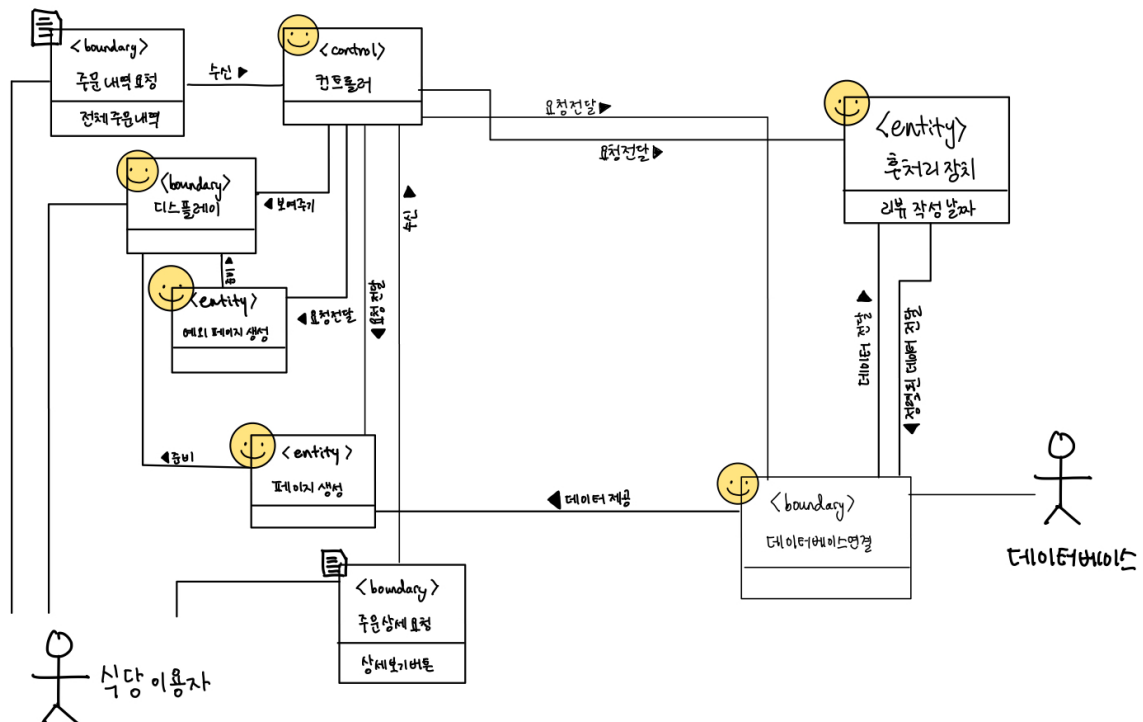 <boundary>
주문내역요청
전체주문내역
수신 ▶
<control>
컨트롤러
요청전달 ▶
요청전달 ▶
<entity>
후처리 장치
리뷰 작성 날짜
<boundary>
디스플레이
◀ 보여주기
수신 ▶
◀ 준비
<entity>
예외 페이지 생성
◀ 요청전달
◀ 요청 전달
데이터 전달 ▶
◀ 정렬된 데이터 전달
◀ 준비
<entity>
페이지 생성
◀ 데이터 제공
<boundary>
데이터베이스연결
데이터베이스
<boundary>
주문상세요청
상세보기버튼
식당 이용자